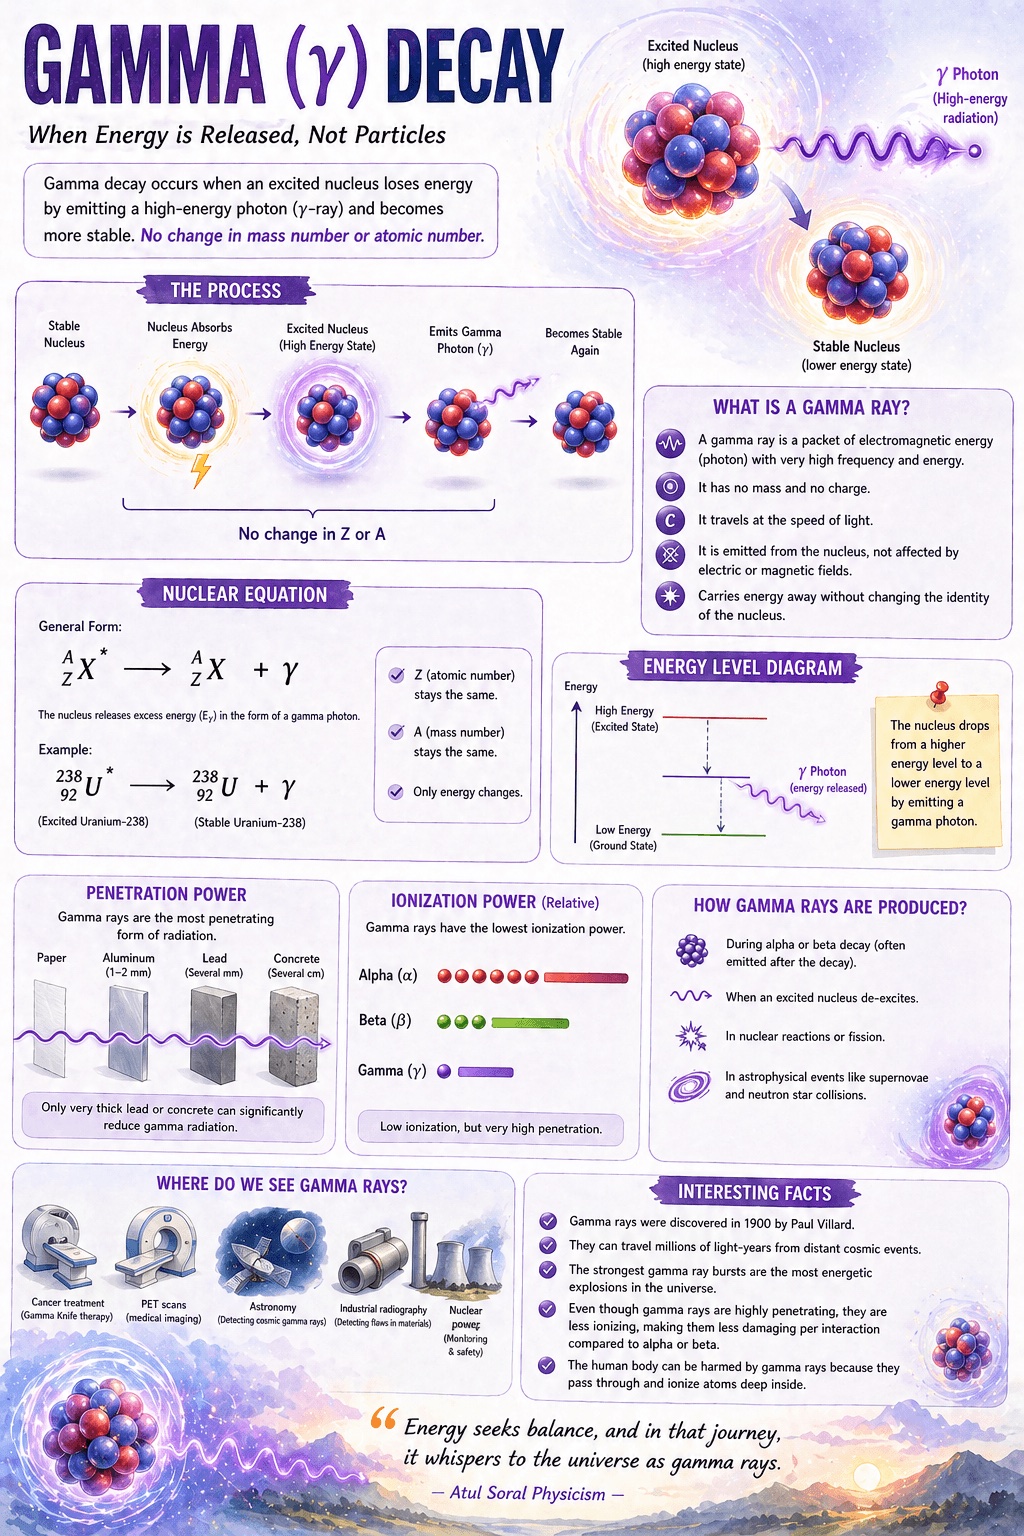 GAMMA (γ) DECAY
When Energy is Released, Not Particles
Gamma decay occurs when an excited nucleus loses energy
by emitting a high-energy photon (γ-ray) and becomes
more stable. No change in mass number or atomic number.
Excited Nucleus
(high energy state)
γ Photon
(High-energy
radiation)
Stable Nucleus
(lower energy state)
THE PROCESS
Stable
Nucleus
Nucleus Absorbs
Energy
Excited Nucleus
(High Energy State)
Emits Gamma
Photon (γ)
Becomes Stable
Again
No change in Z or A
WHAT IS A GAMMA RAY?
A gamma ray is a packet of electromagnetic energy
(photon) with very high frequency and energy.
It has no mass and no charge.
C
It travels at the speed of light.
It is emitted from the nucleus, not affected by
electric or magnetic fields.
Carries energy away without changing the identity
of the nucleus.
NUCLEAR EQUATION
General Form:
A Z X* ⟶ A Z X + γ
The nucleus releases excess energy (Eγ) in the form of a gamma photon.
Example:
238 92 U* ⟶ 238 92 U + γ
(Excited Uranium-238)
(Stable Uranium-238)
Z (atomic number)
stays the same.
A (mass number)
stays the same.
Only energy changes.
ENERGY LEVEL DIAGRAM
Energy
High Energy
(Excited State)
γ Photon
(energy released)
Low Energy
(Ground State)
The nucleus drops
from a higher
energy level to a
lower energy level
by emitting a
gamma photon.
PENETRATION POWER
Gamma rays are the most penetrating
form of radiation.
Paper
Aluminum
(1-2 mm)
Lead
(Several mm)
Concrete
(Several cm)
Only very thick lead or concrete can significantly
reduce gamma radiation.
IONIZATION POWER (Relative)
Gamma rays have the lowest ionization power.
Alpha (α)
Beta (β)
Gamma (γ)
Low ionization, but very high penetration.
HOW GAMMA RAYS ARE PRODUCED?
During alpha or beta decay (often
emitted after the decay).
When an excited nucleus de-excites.
In nuclear reactions or fission.
In astrophysical events like supernovae
and neutron star collisions.
WHERE DO WE SEE GAMMA RAYS?
Cancer treatment
(Gamma Knife therapy)
PET scans
(medical imaging)
Astronomy
(Detecting cosmic gamma rays)
Industrial radiography
(Detecting flaws in materials)
Nuclear
power
(Monitoring
& safety)
INTERESTING FACTS
Gamma rays were discovered in 1900 by Paul Villard.
They can travel millions of light-years from distant cosmic events.
The strongest gamma ray bursts are the most energetic
explosions in the universe.
Even though gamma rays are highly penetrating, they are
less ionizing, making them less damaging per interaction
compared to alpha or beta.
The human body can be harmed by gamma rays because they
pass through and ionize atoms deep inside.
“ Energy seeks balance, and in that journey,
it whispers to the universe as gamma rays.
— Atul Soral Physicism —